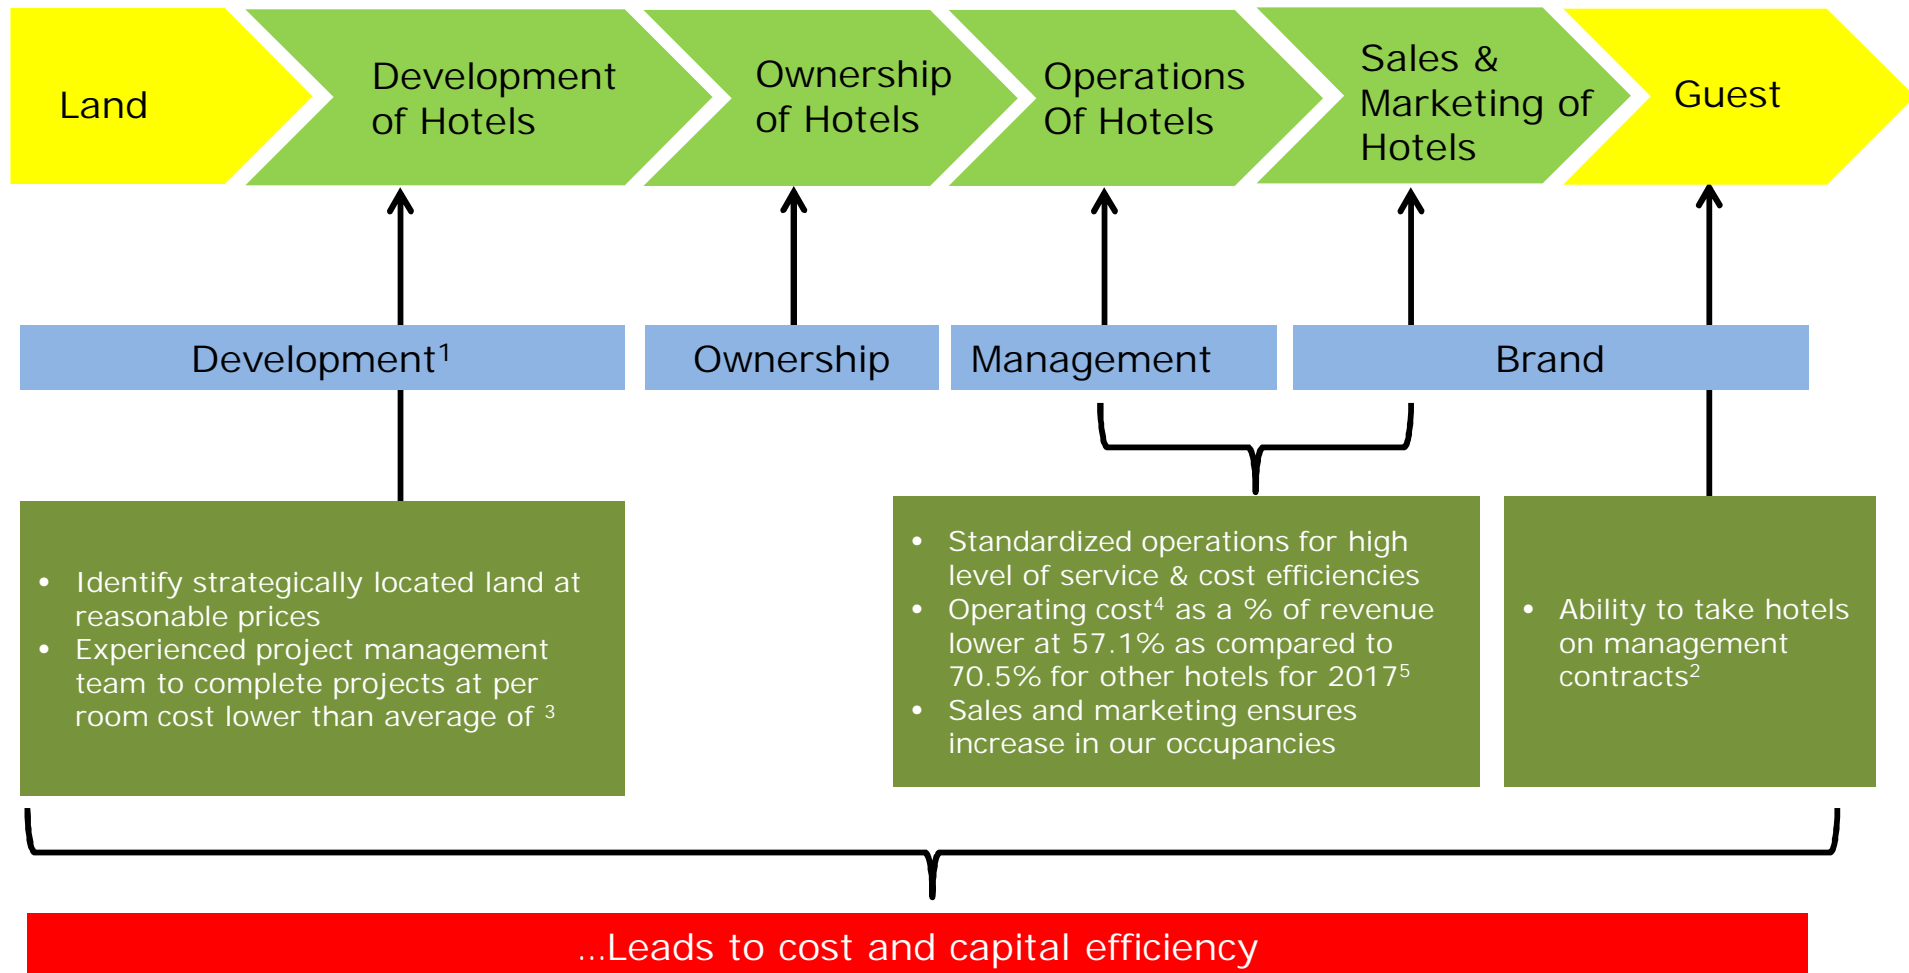 Land
Development
of Hotels
Ownership
of Hotels
Operations
Of Hotels
Sales &
Marketing of
Hotels
Guest
Development¹
Ownership
Management
Brand
• Identify strategically located land at
reasonable prices
• Experienced project management
team to complete projects at per
room cost lower than average of ³
• Standardized operations for high
level of service & cost efficiencies
• Operating cost⁴ as a % of revenue
lower at 57.1% as compared to
70.5% for other hotels for 2017⁵
• Sales and marketing ensures
increase in our occupancies
• Ability to take hotels
on management
contracts²
...Leads to cost and capital efficiency